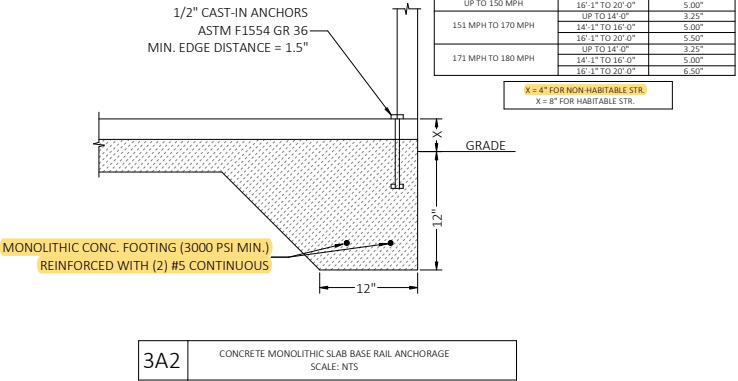 1/2" CAST-IN ANCHORS
ASTM F1554 GR 36
MIN. EDGE DISTANCE = 1.5"
UP TO 150 MPH
16'-1" TO 20'-0" 5.00"
151 MPH TO 170 MPH
UP TO 14'-0" 3.25"
14'-1" TO 16'-0" 5.00"
16'-1" TO 20'-0" 5.50"
171 MPH TO 180 MPH
UP TO 14'-0" 3.25"
14'-1" TO 16'-0" 5.00"
16'-1" TO 20'-0" 6.50"
X = 4" FOR NON-HABITABLE STR.
X = 8" FOR HABITABLE STR.
X
GRADE
12"
MONOLITHIC CONC. FOOTING (3000 PSI MIN.)
REINFORCED WITH (2) #5 CONTINUOUS
12"
3A2
CONCRETE MONOLITHIC SLAB BASE RAIL ANCHORAGE
SCALE: NTS